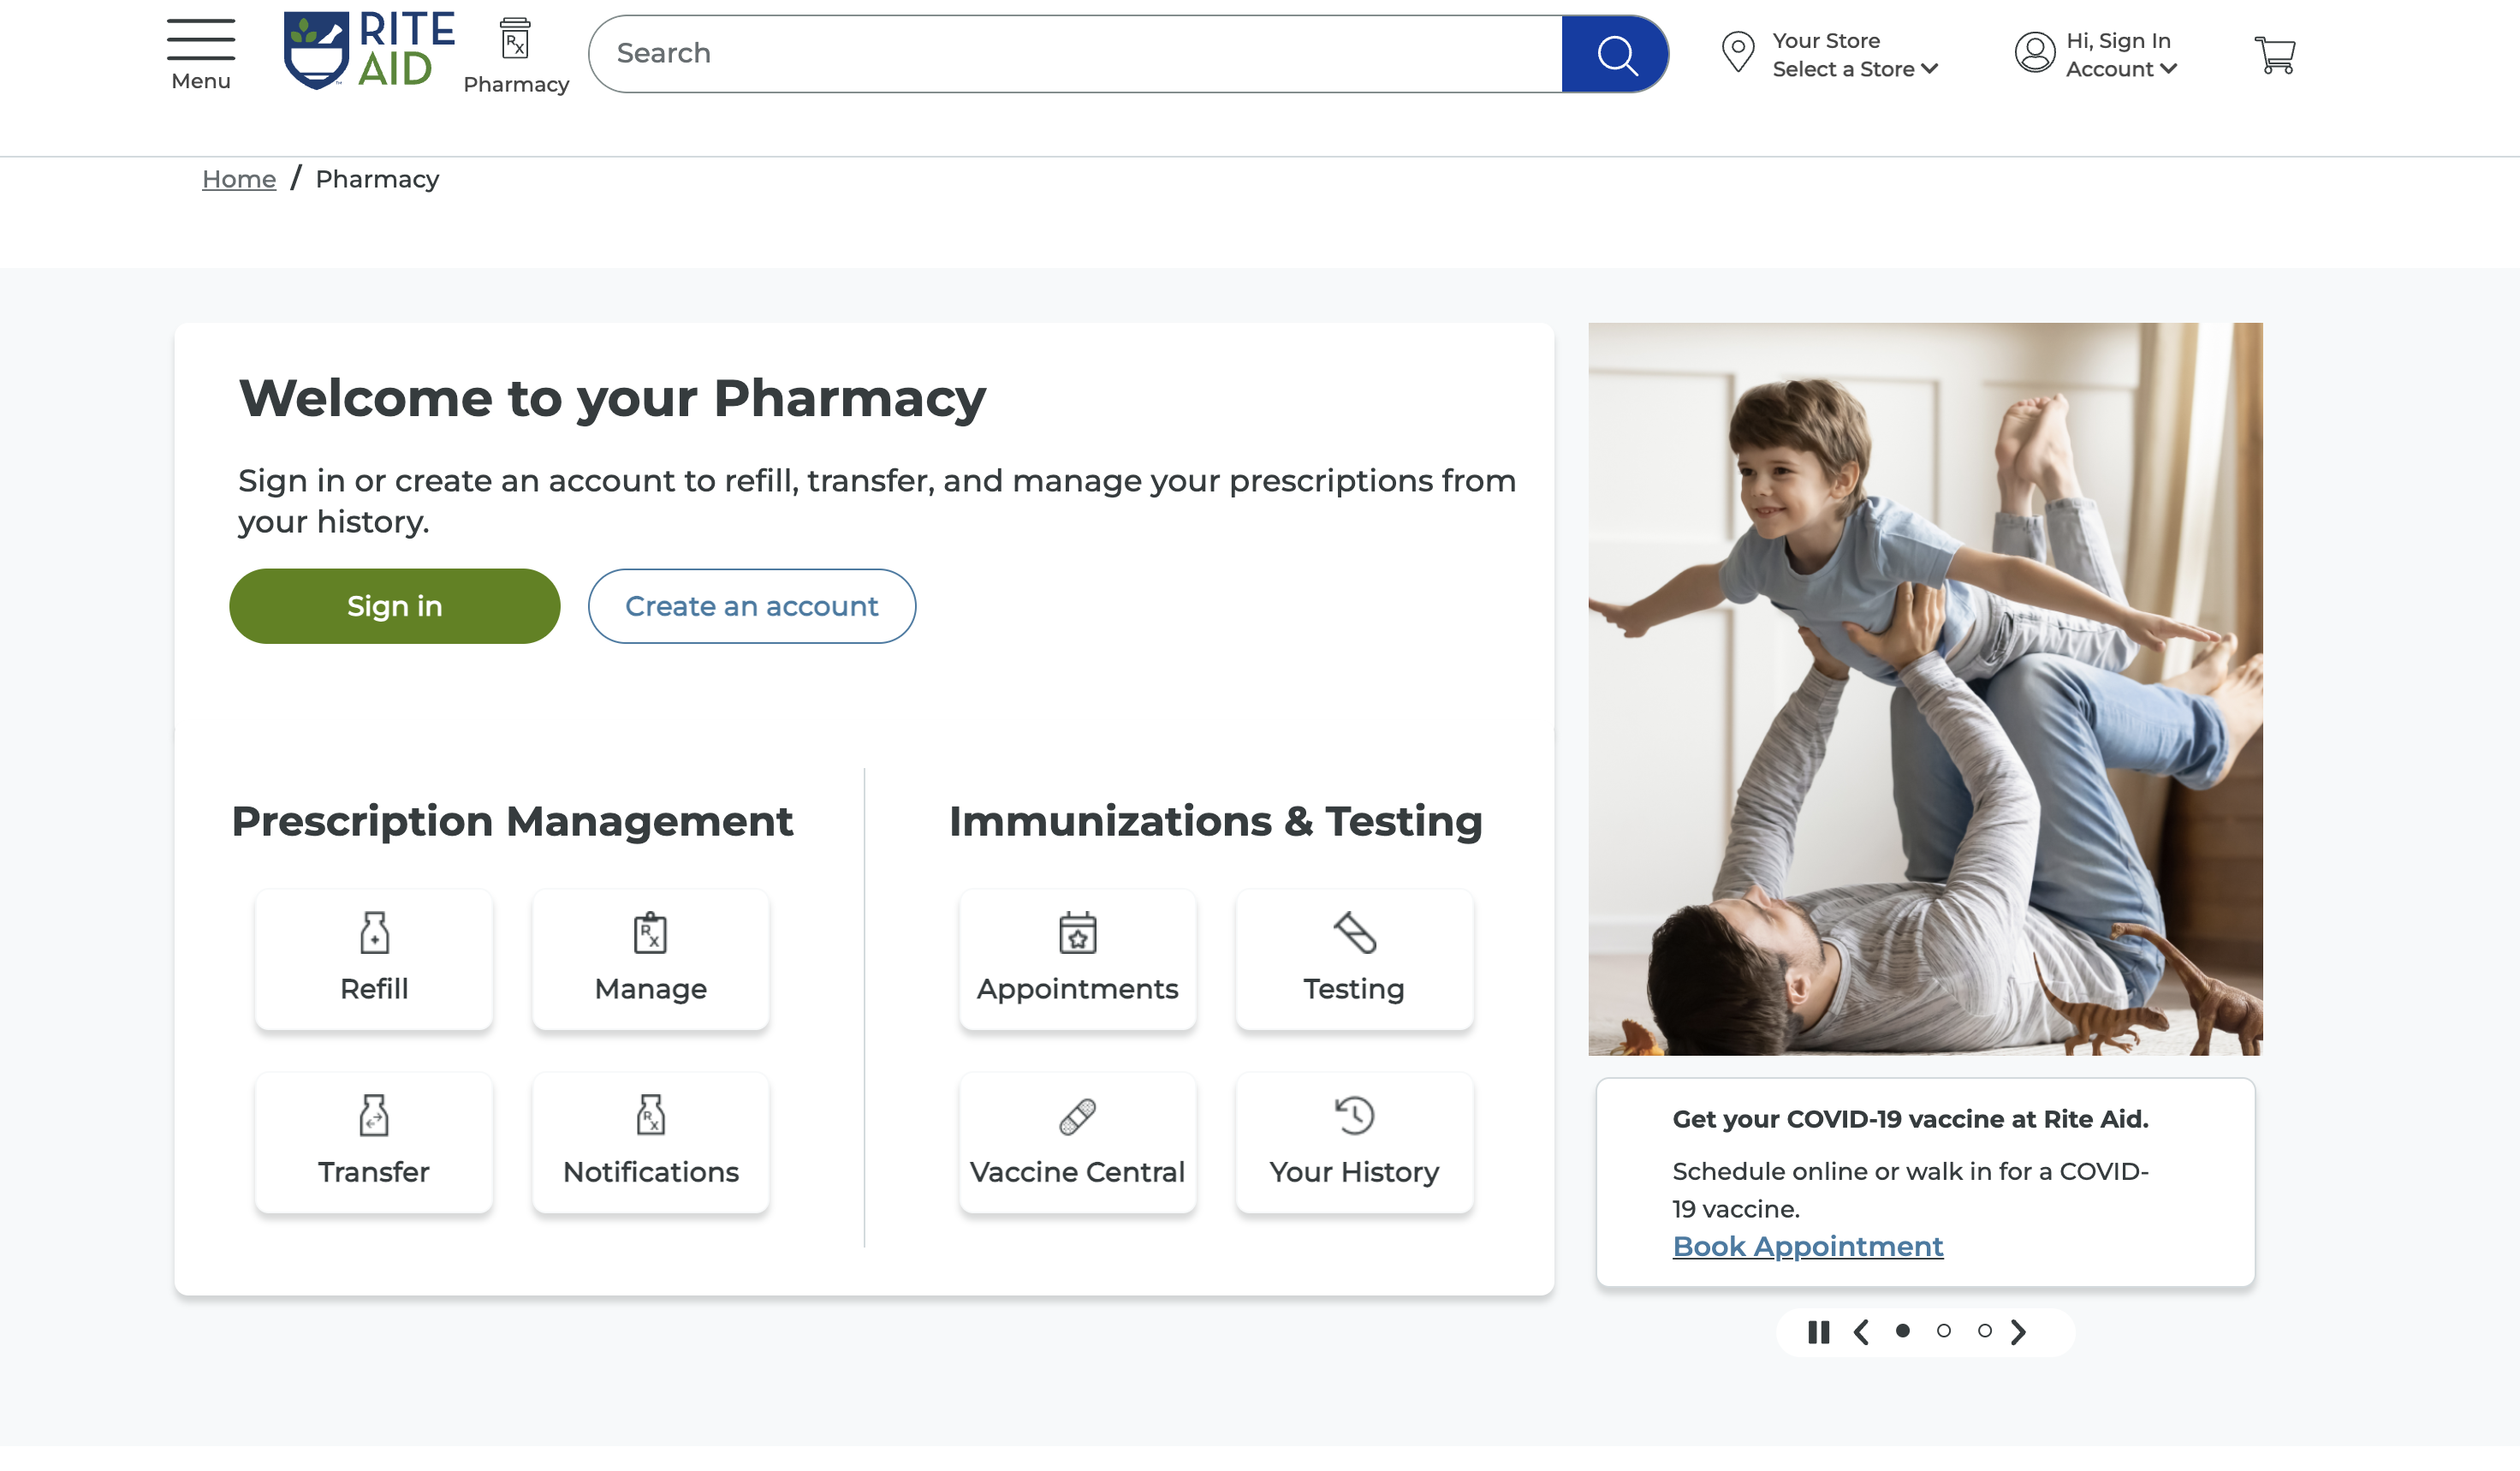 Menu
RITE
AID
Rx
Pharmacy
Search
Your Store
Select a Store
Hi, Sign In
Account
Home / Pharmacy
Welcome to your Pharmacy
Sign in or create an account to refill, transfer, and manage your prescriptions from
your history.
Sign in
Create an account
Prescription Management
Refill
Rx
Manage
Transfer
Rx
Notifications
Immunizations & Testing
Appointments
Testing
Vaccine Central
Your History
Get your COVID-19 vaccine at Rite Aid.
Schedule online or walk in for a COVID-
19 vaccine.
Book Appointment